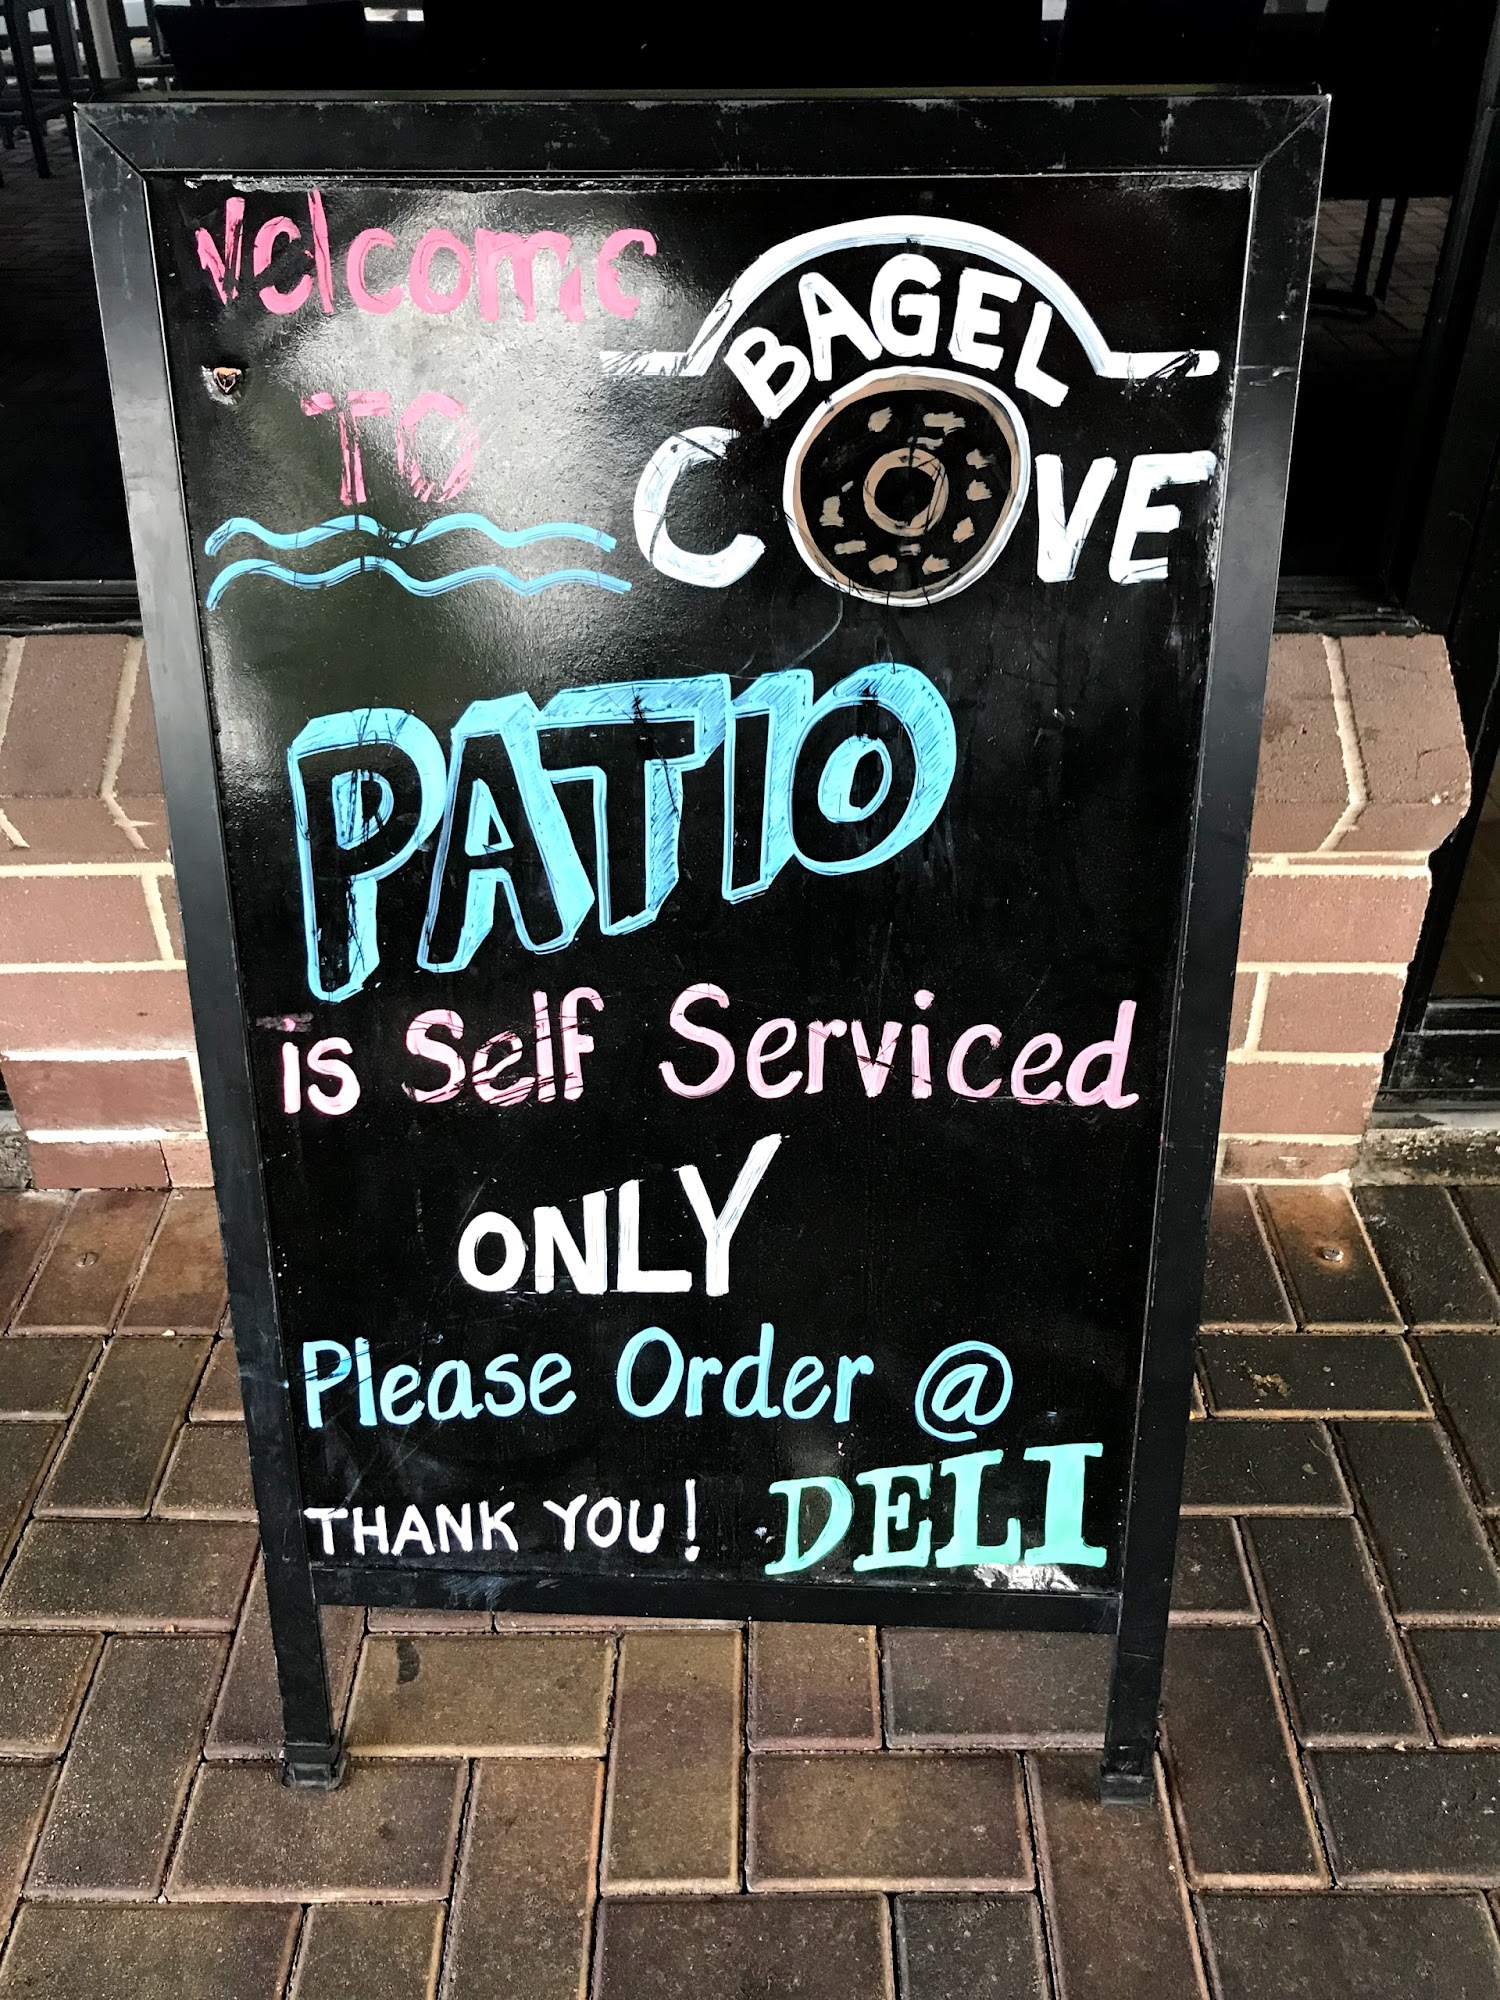 Welcome
TO
BAGEL
COVE
PATIO
is Self Serviced
ONLY
Please Order @
THANK YOU! DELI